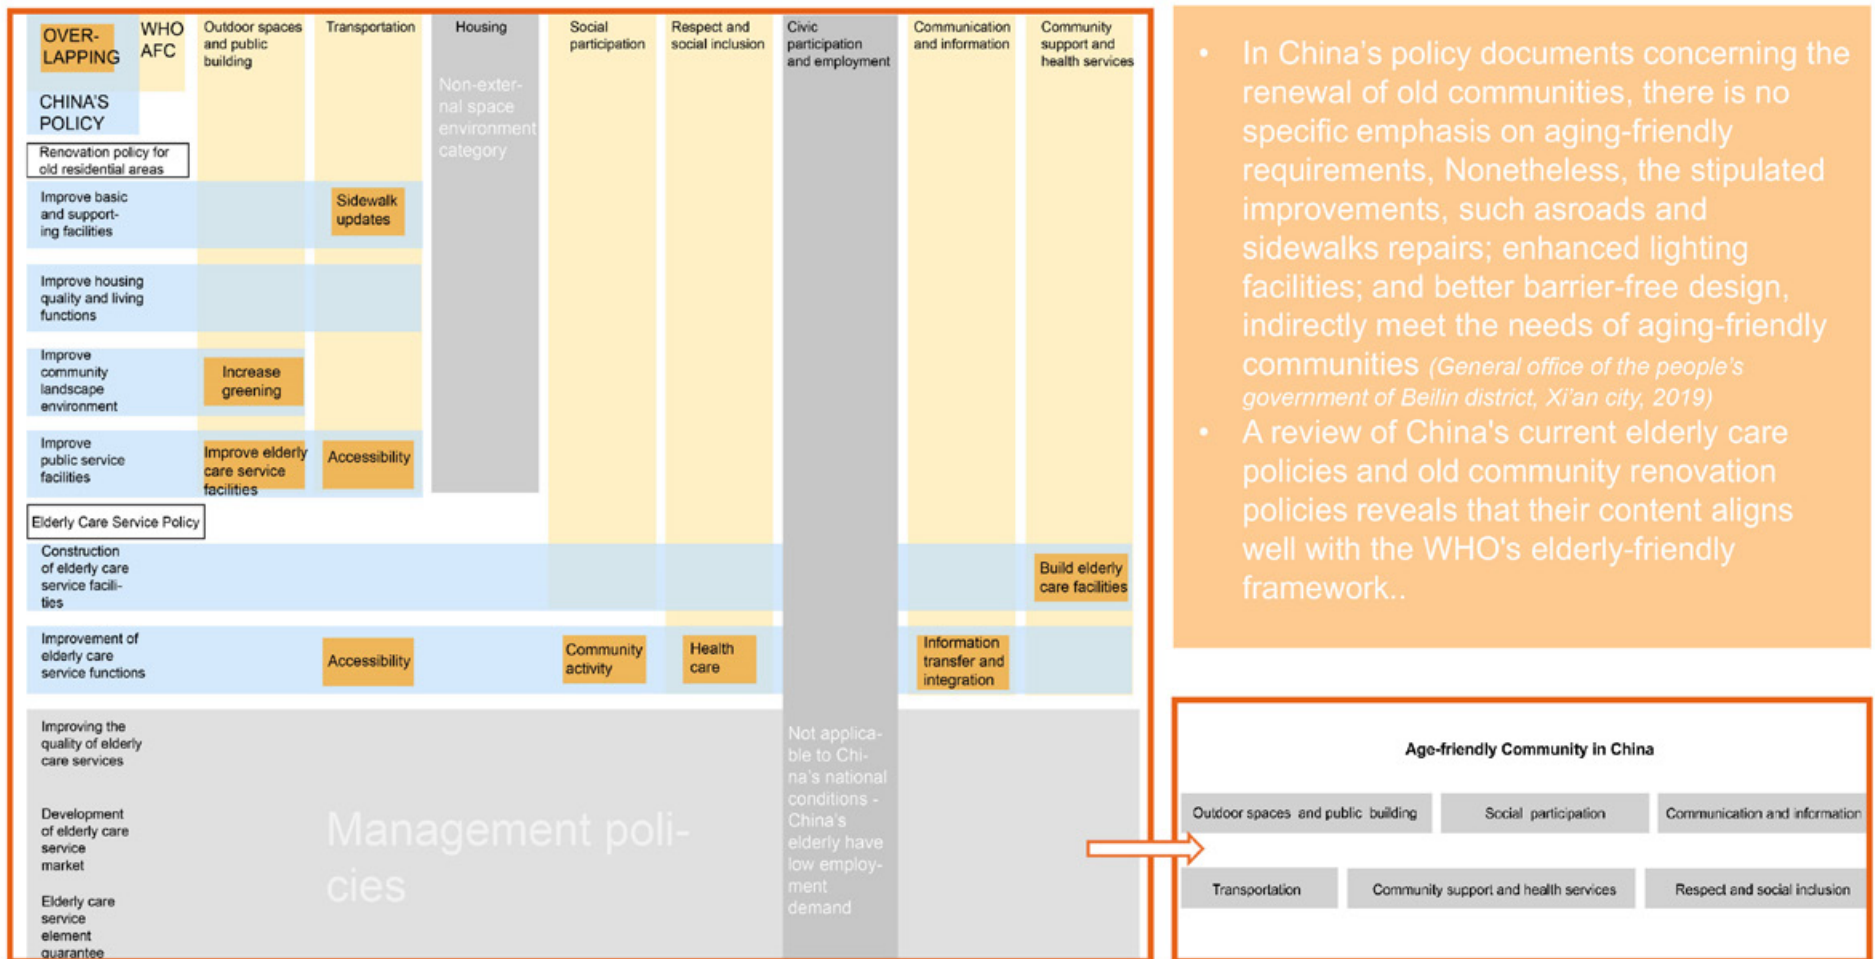 OVER-
LAPPING
WHO
AFC
CHINA'S
POLICY
Outdoor spaces
and public
building
Transportation
Housing
Social
participation
Respect and
social inclusion
Civic
participation
and employment
Communication
and information
Community
support and
health services
Non-exter-
nal space
environment
category
Renovation policy for
old residential areas
Improve basic
and support-
ing facilities
Sidewalk
updates
Improve housing
quality and living
functions
Improve
community
landscape
environment
Increase
greening
Improve
public service
facilities
Improve elderly
care service
facilities
Accessibility
Elderly Care Service Policy
Construction
of elderly care
service facili-
ties
Build elderly
care facilities
Improvement of
elderly care
service functions
Accessibility
Community
activity
Health
care
Information
transfer and
integration
Improving the
quality of elderly
care services
Development
of elderly care
service
market
Elderly care
service
element
guarantee
Management poli-
cies
Not applica-
ble to Chi-
na's national
conditions -
China's
elderly have
low employ-
ment
demand
• In China's policy documents concerning the
renewal of old communities, there is no
specific emphasis on aging-friendly
requirements, Nonetheless, the stipulated
improvements, such asroads and
sidewalks repairs; enhanced lighting
facilities; and better barrier-free design,
indirectly meet the needs of aging-friendly
communities (General office of the people's
government of Beilin district, Xi'an city, 2019)
• A review of China's current elderly care
policies and old community renovation
policies reveals that their content aligns
well with the WHO's elderly-friendly
framework..
Age-friendly Community in China
Outdoor spaces and public building
Social participation
Communication and information
Transportation
Community support and health services
Respect and social inclusion